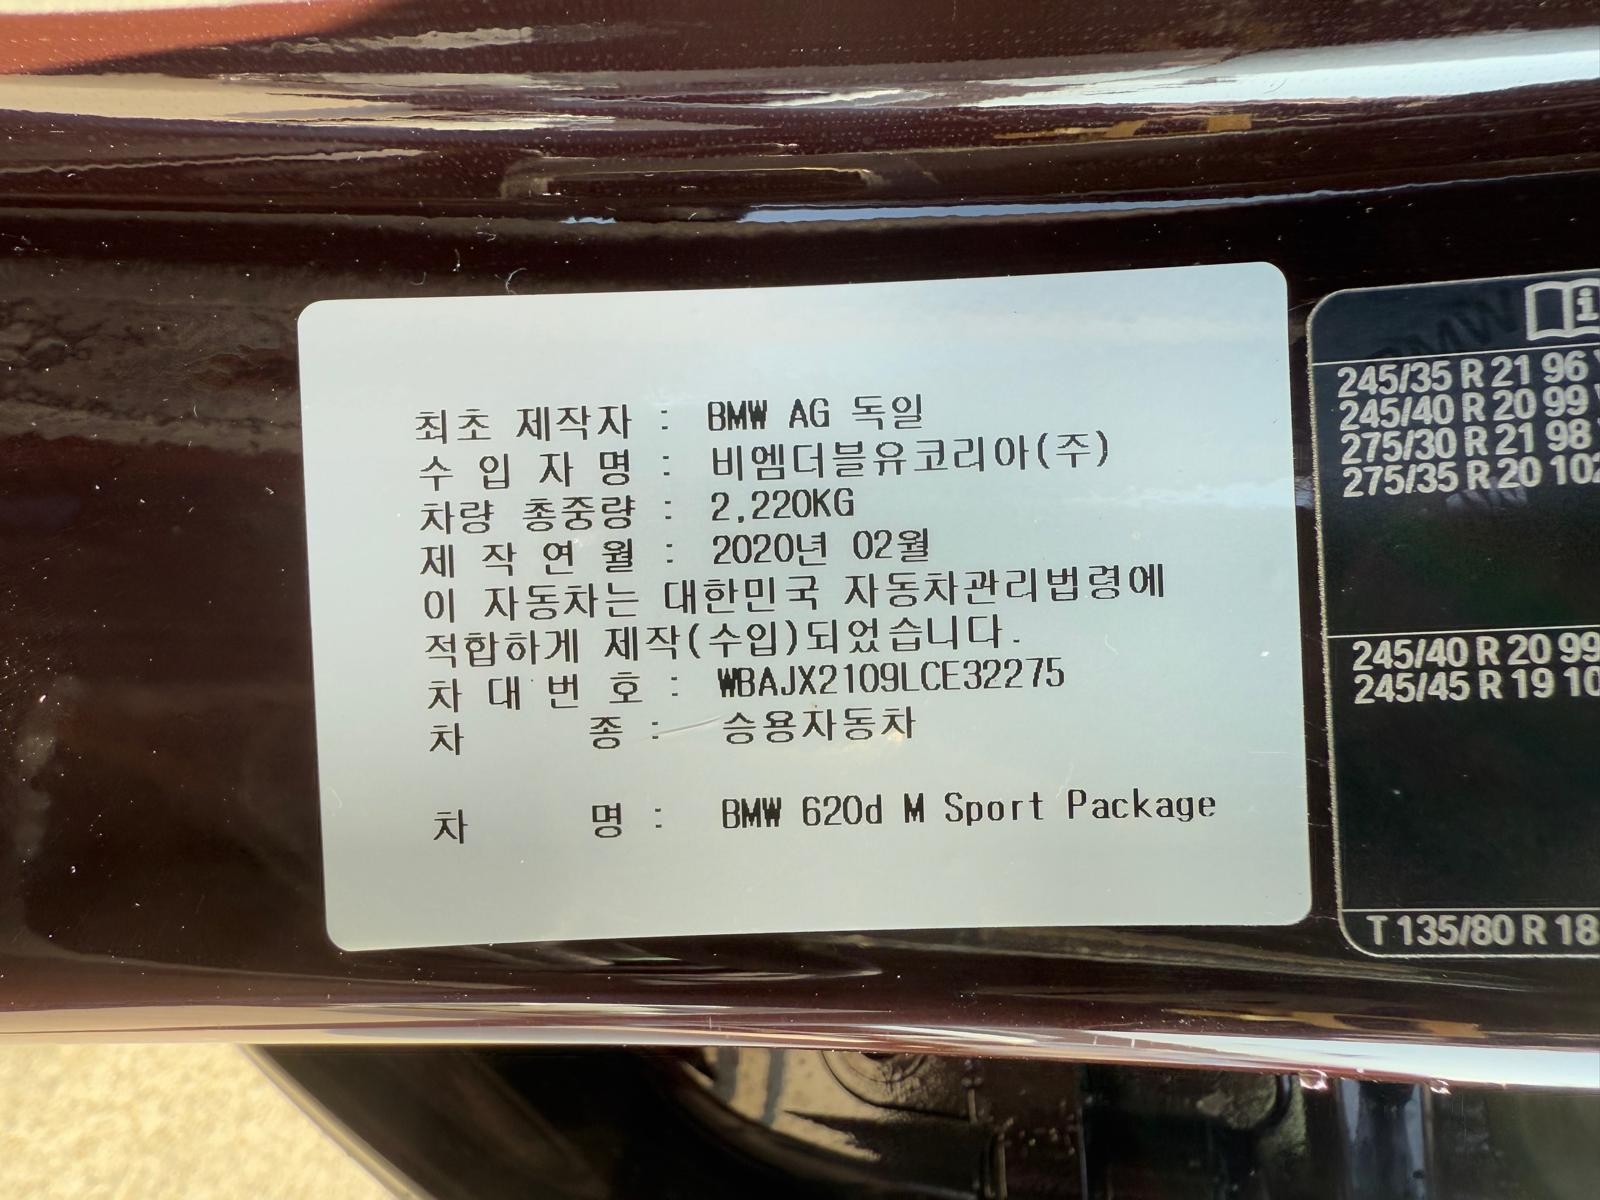 최초 제작자 : BMW AG 독일
수 입 자 명 : 비엠더블유코리아(주)
차량 총중량 : 2,220KG
제 작 연 월 : 2020년 02월
이 자동차는 대한민국 자동차관리법령에
적합하게 제작(수입)되었습니다.
차 대 번 호 : WBAJX2109LCE32275
차 종 : 승용자동차
차 명 : BMW 620d M Sport Package
245/35 R 21 96
245/40 R 20 99
275/30 R 21 98
275/35 R 20 102
245/40 R 20 99
245/45 R 19 10
T 135/80 R 18